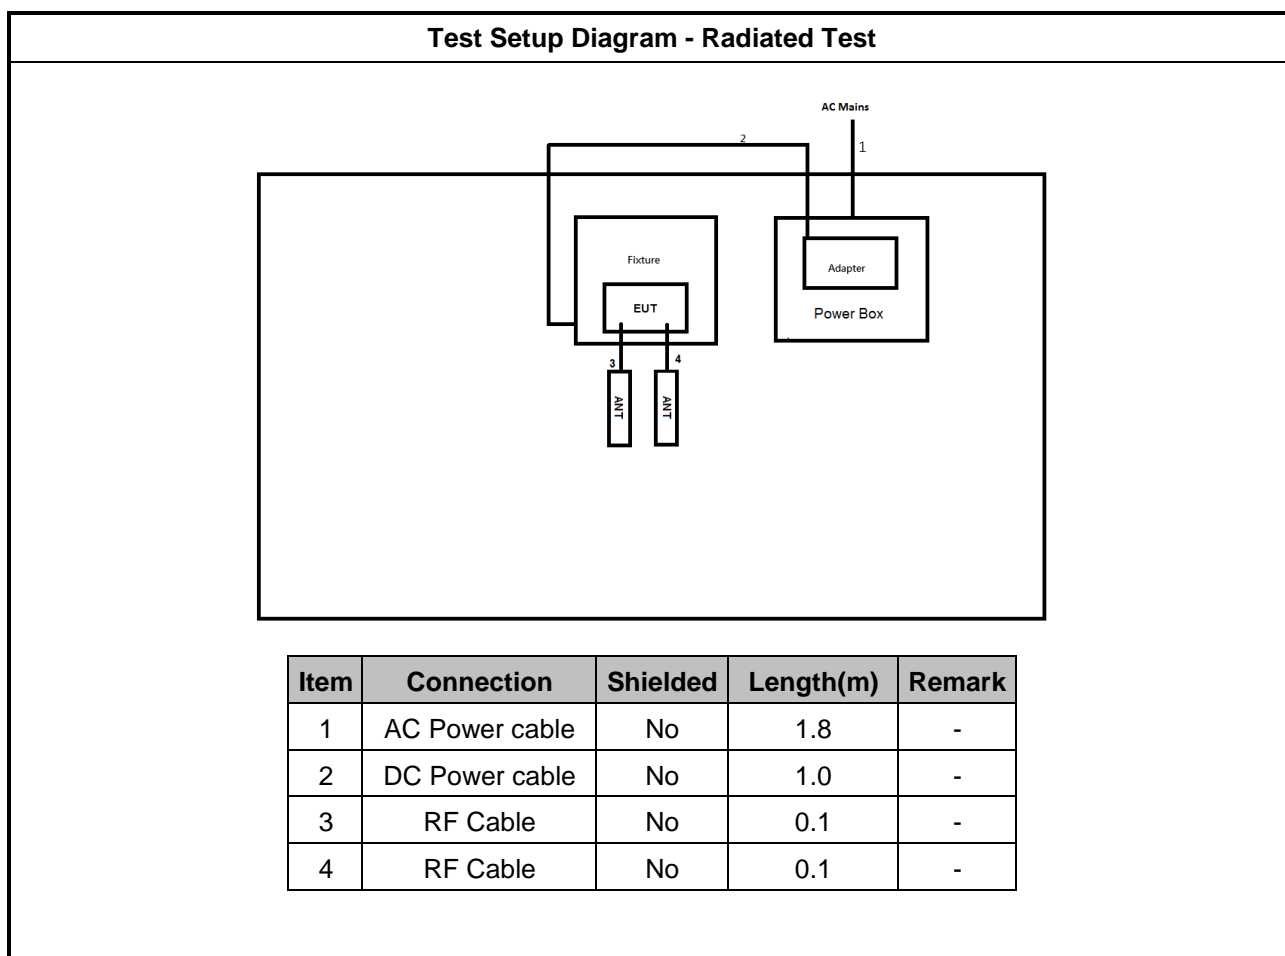 Test Setup Diagram - Radiated Test
AC Mains
2
1
Fixture
EUT
Adapter
Power Box
3
4
ANT
ANT
Item Connection Shielded Length(m) Remark
1 AC Power cable No 1.8 -
2 DC Power cable No 1.0 -
3 RF Cable No 0.1 -
4 RF Cable No 0.1 -